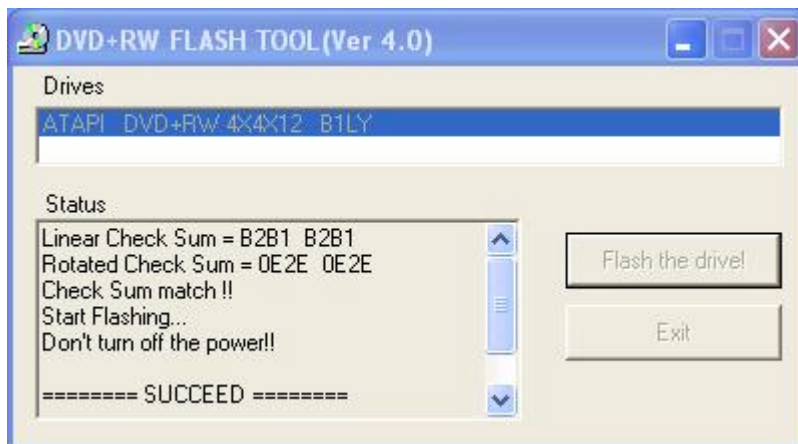 DVD+RW FLASH TOOL(Ver 4.0)
Drives
ATAPI DVD+RW 4X4X12 B1LY
Status
Linear Check Sum = B2B1 B2B1
Rotated Check Sum = 0E2E 0E2E
Check Sum match !!
Start Flashing...
Don't turn off the power!!
======== SUCCEED ========
Flash the drive!
Exit